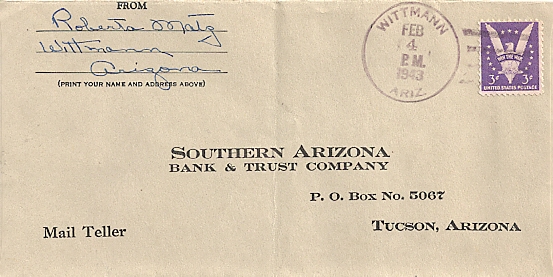 FROM
Roberta Matz
Wittmann
Arizona
(PRINT YOUR NAME AND ADDRESS ABOVE)
WITTMANN
FEB
4
P.M.
1943
ARIZ.
WIN THE WAR
3¢ 3¢
UNITED STATES POSTAGE
SOUTHERN ARIZONA
BANK & TRUST COMPANY
P. O. Box No. 5067
TUCSON, ARIZONA
Mail Teller